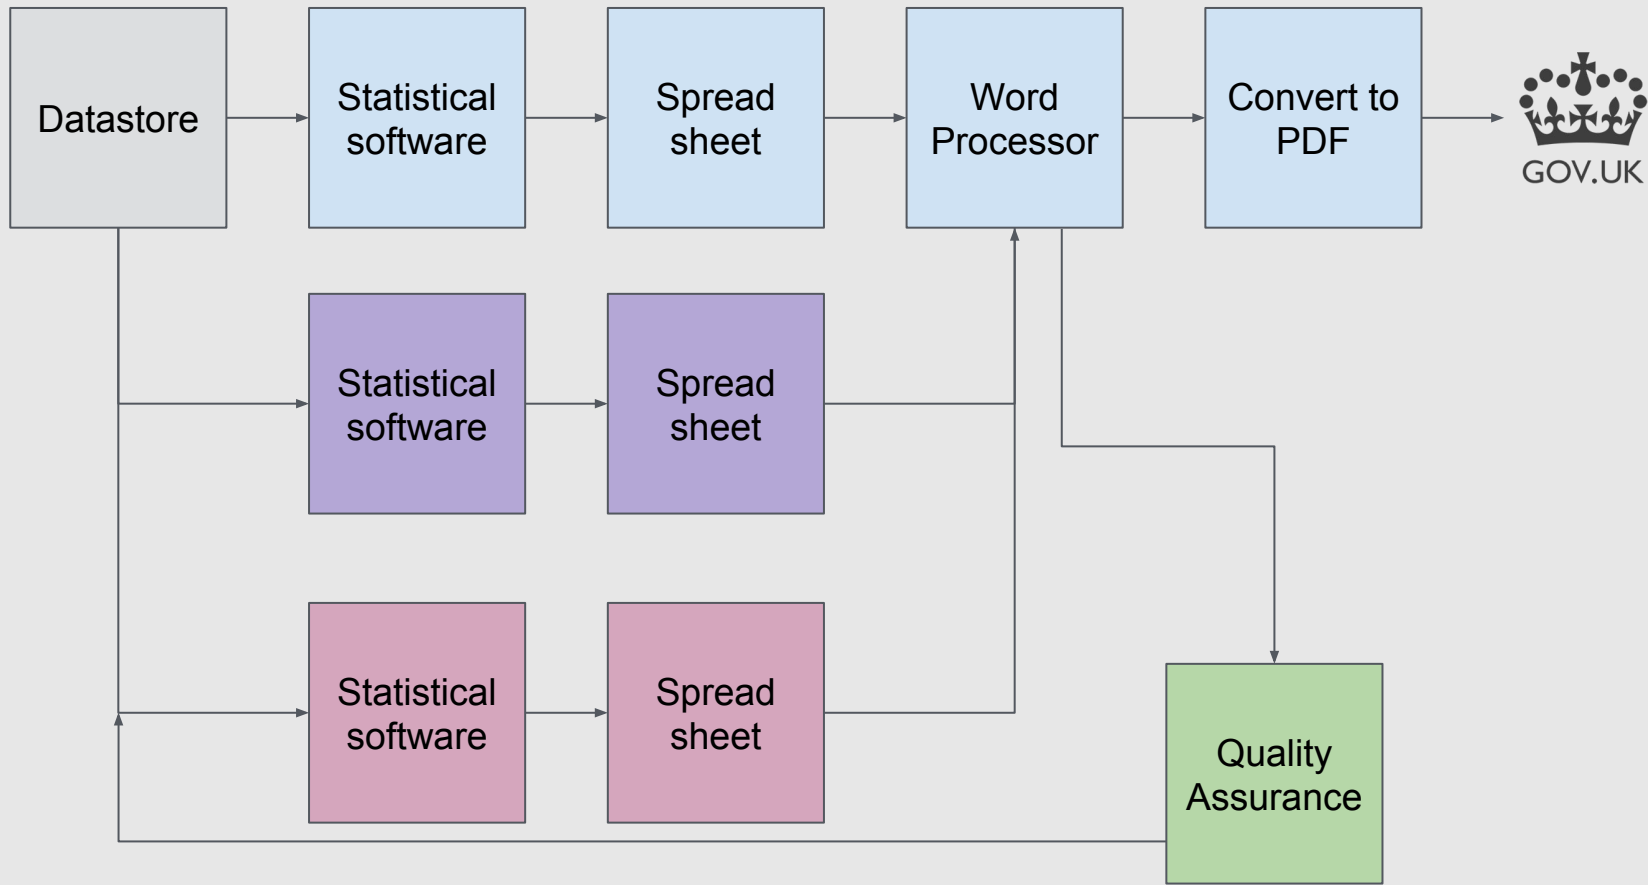 Datastore
Statistical
software
Spread
sheet
Word
Processor
Convert to
PDF
GOV.UK
Statistical
software
Spread
sheet
Statistical
software
Spread
sheet
Quality
Assurance